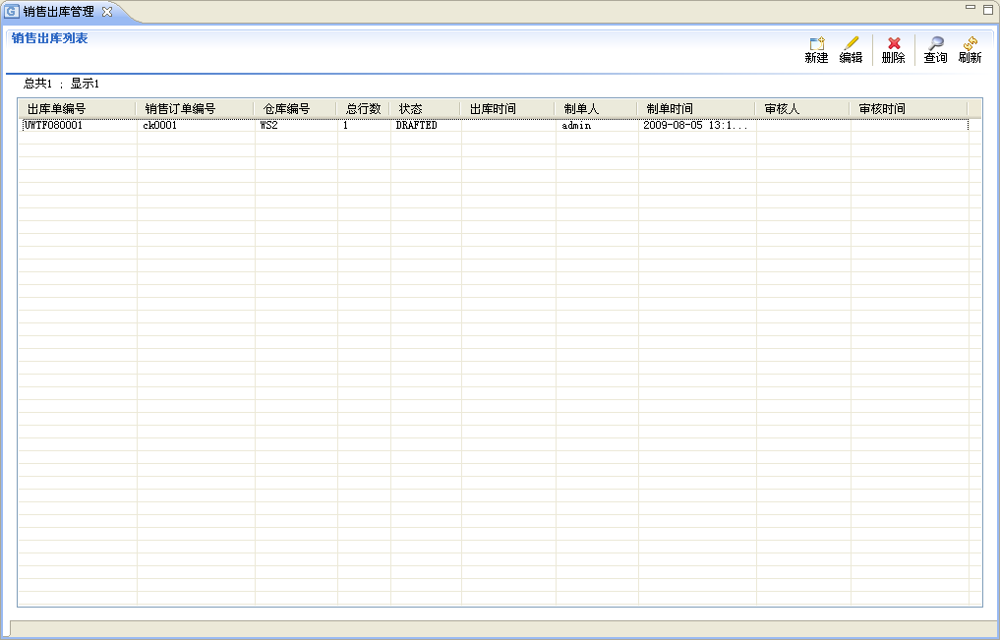 销售出库管理
销售出库列表
新建 编辑 删除 查询 刷新
总共1 ; 显示1
出库单编号 销售订单编号 仓库编号 总行数 状态 出库时间 制单人 制单时间 审核人 审核时间
UWTF080001 ck0001 WS2 1 DRAFTED admin 2009-08-05 13:1...